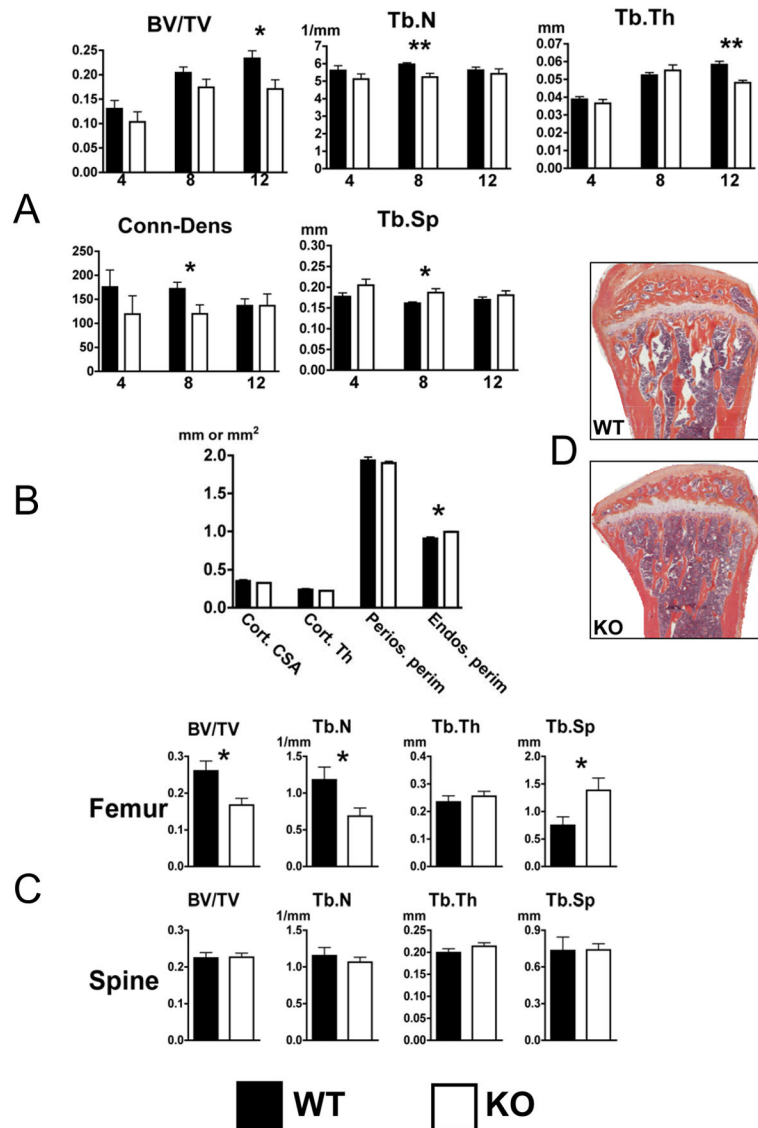 BV/TV
*
0.25
0.20
0.15
0.10
0.05
0.00
4 8 12
Tb.N
1/mm
**
6
5
4
3
2
1
0
4 8 12
Tb.Th
mm
**
0.07
0.06
0.05
0.04
0.03
0.02
0.01
0.00
4 8 12
A
Conn-Dens
*
250
200
150
100
50
0
4 8 12
Tb.Sp
mm
*
0.30
0.25
0.20
0.15
0.10
0.05
0.00
4 8 12
WT
D
KO
B
mm or mm²
*
2.0
1.5
1.0
0.5
0.0
Cort. CSA
Cort. Th
Perios. perim
Endos. perim
C
Femur
BV/TV
*
0.3
0.2
0.1
0.0
Tb.N
1/mm
*
1.5
1.0
0.5
0.0
Tb.Th
mm
0.4
0.3
0.2
0.1
0.0
Tb.Sp
mm
*
2.0
1.5
1.0
0.5
0.0
Spine
BV/TV
0.3
0.2
0.1
0.0
Tb.N
1/mm
1.5
1.0
0.5
0.0
Tb.Th
mm
0.25
0.20
0.15
0.10
0.05
0.00
Tb.Sp
mm
0.9
0.6
0.3
0.0
WT KO